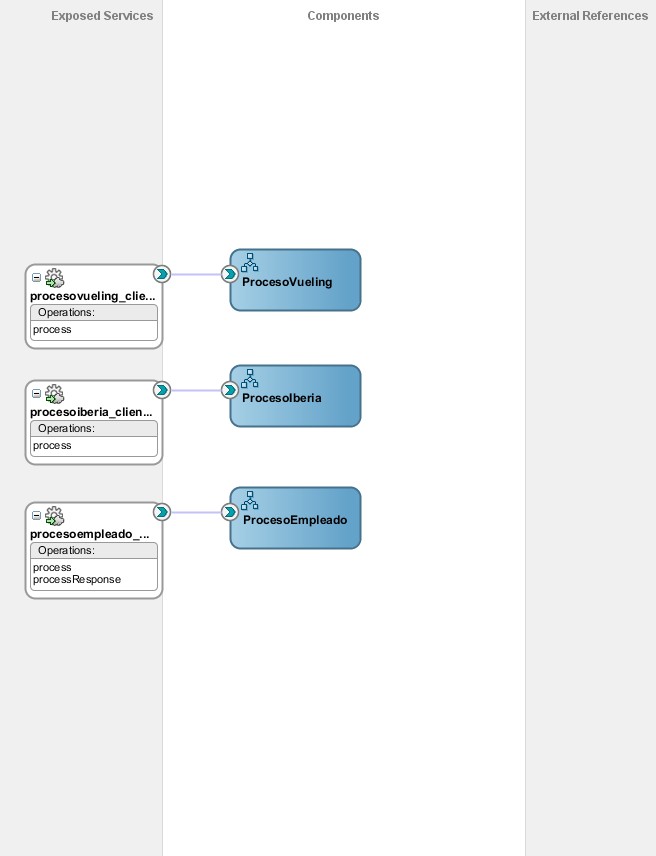 Exposed Services
Components
External References
procesovueling_clie...
Operations:
process
ProcesoVueling
procesoiberia_clien...
Operations:
process
ProcesoIberia
procesoempleado_...
Operations:
process
processResponse
ProcesoEmpleado